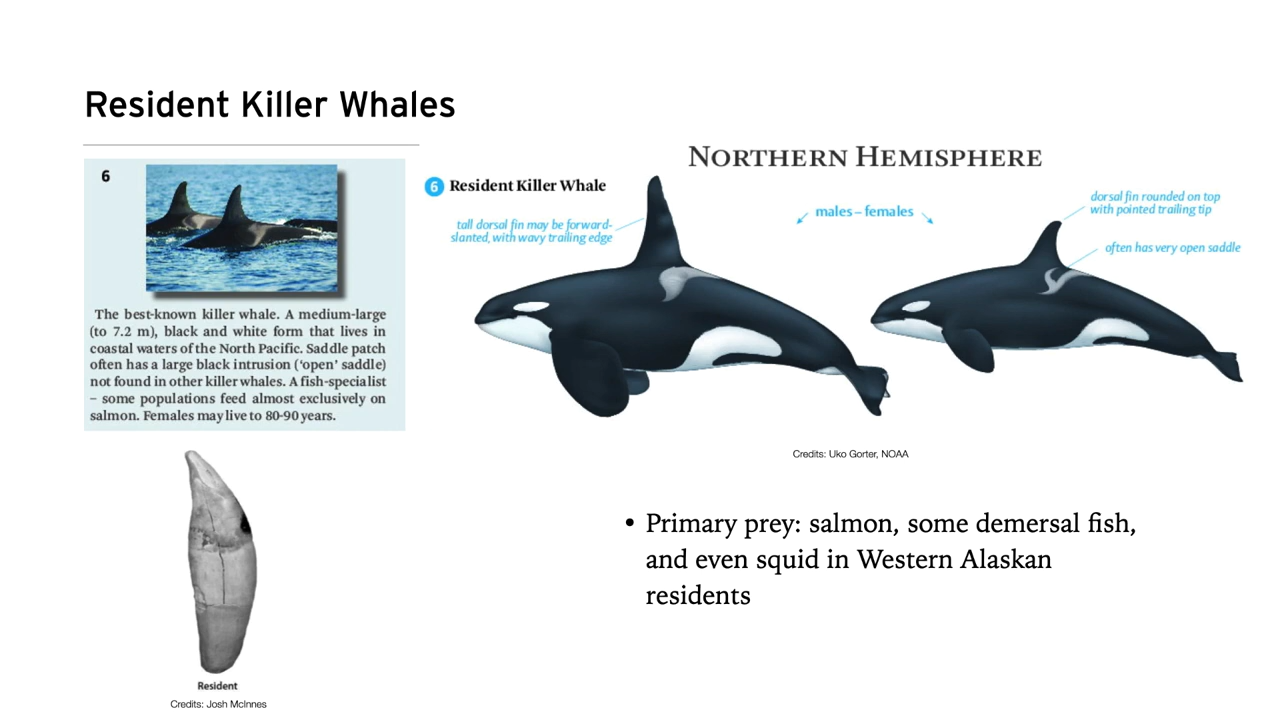 Resident Killer Whales
6
The best-known killer whale. A medium-large
(to 7.2 m), black and white form that lives in
coastal waters of the North Pacific. Saddle patch
often has a large black intrusion (‘open’ saddle)
not found in other killer whales. A fish-specialist
– some populations feed almost exclusively on
salmon. Females may live to 80-90 years.
Northern Hemisphere
6 Resident Killer Whale
tall dorsal fin may be forward-
slanted, with wavy trailing edge
males – females
dorsal fin rounded on top
with pointed trailing tip
often has very open saddle
Credits: Uko Gorter, NOAA
• Primary prey: salmon, some demersal fish,
and even squid in Western Alaskan
residents
Resident
Credits: Josh McInnes